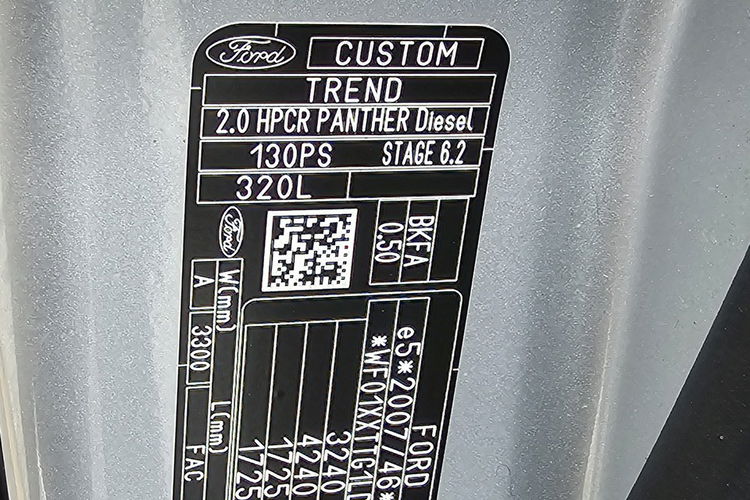 Ford CUSTOM
TREND
2.0 HPCR PANTHER Diesel
130PS STAGE 6.2
320L
Ford
BKFA
0.50
W(mm) L(mm)
A 3300 FAC
FORD
e5*2007/46*
3240
4240
1725
1725